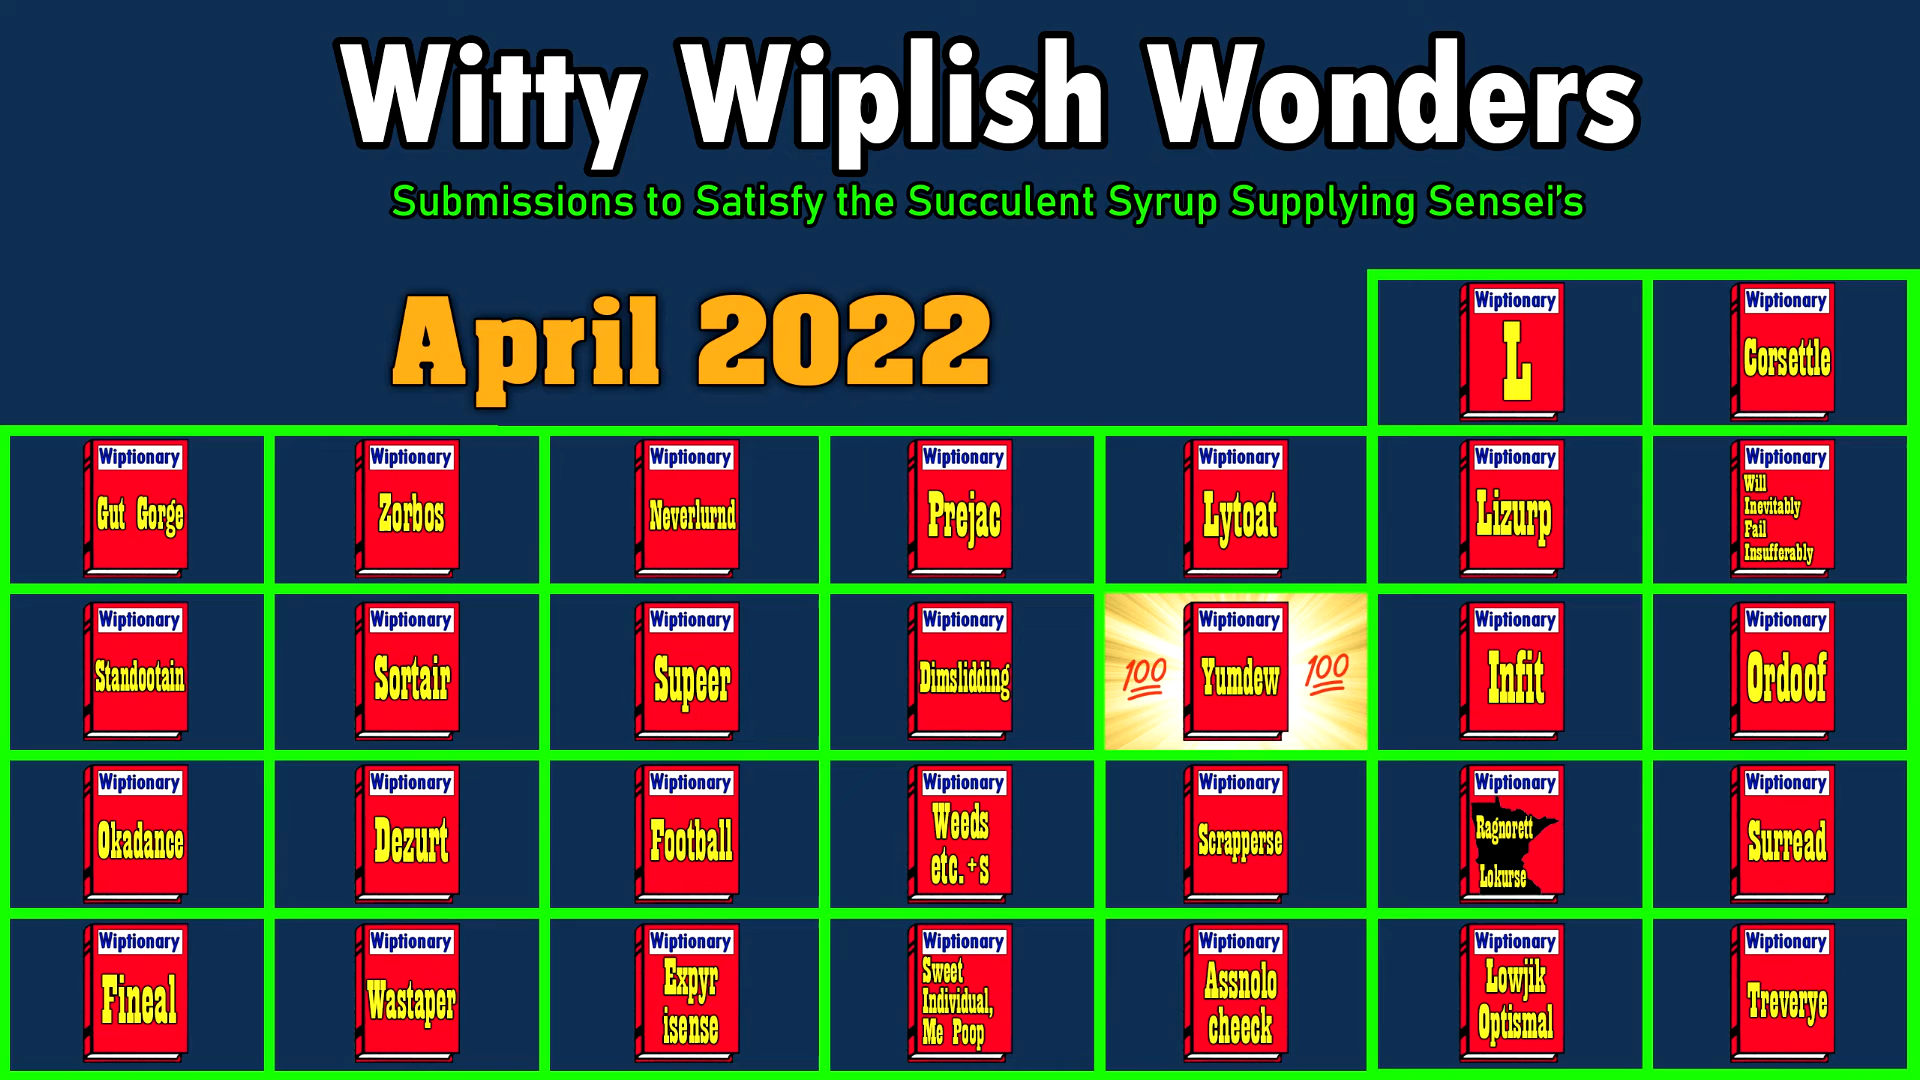 Witty Wiplish Wonders
Submissions to Satisfy the Succulent Syrup Supplying Sensei's
April 2022
Wiptionary
L
Wiptionary
Corsettle
Wiptionary
Gut Gorge
Wiptionary
Zorbos
Wiptionary
Neverlurnd
Wiptionary
Prejac
Wiptionary
Lytoat
Wiptionary
Lizurp
Wiptionary
Will
Inevitably
Fail
Insufferably
Wiptionary
Standootain
Wiptionary
Sortair
Wiptionary
Supeer
Wiptionary
Dimslidding
100
Wiptionary
Yumdew
100
Wiptionary
Infit
Wiptionary
Ordoof
Wiptionary
Okadance
Wiptionary
Dezurt
Wiptionary
Football
Wiptionary
Weeds
etc.+s
Wiptionary
Scrapperse
Wiptionary
Ragnorett
Lokurse
Wiptionary
Surread
Wiptionary
Fineal
Wiptionary
Wastaper
Wiptionary
Expyr
isense
Wiptionary
Sweet
Individual,
Me Poop
Wiptionary
Assnolo
cheeck
Wiptionary
Lowjik
Optismal
Wiptionary
Treverye